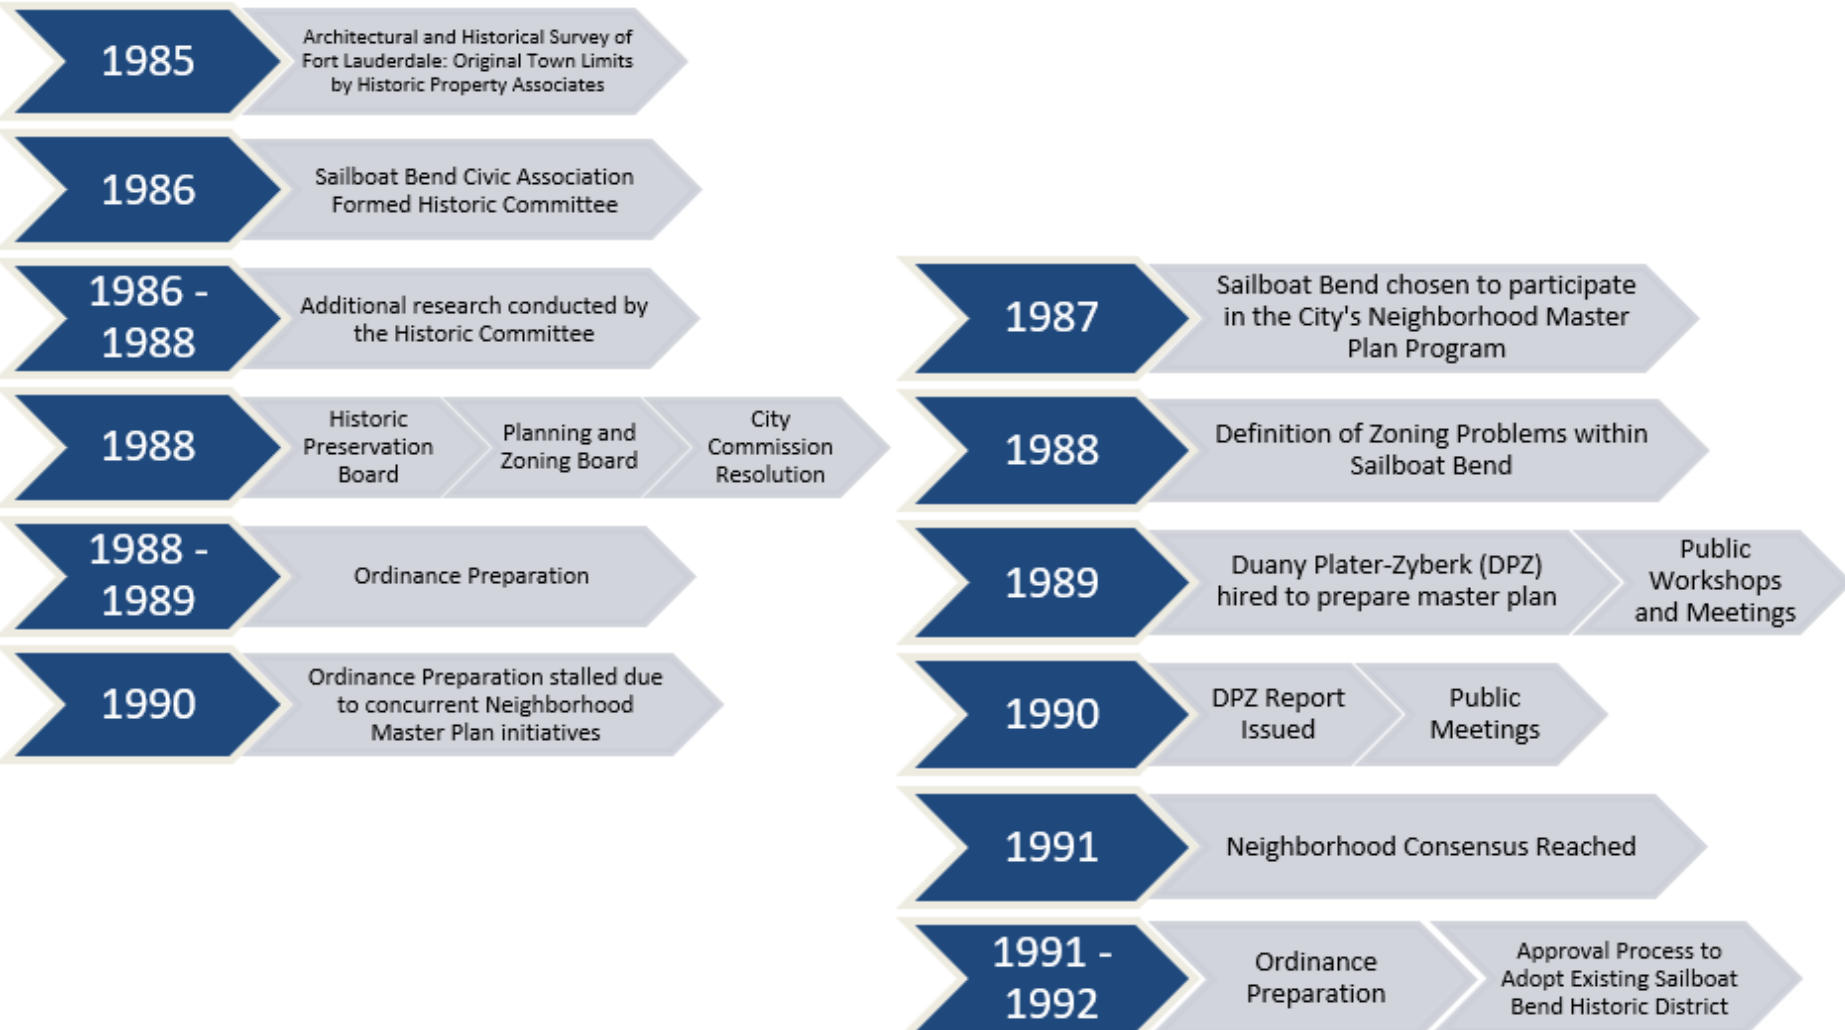 1985
Architectural and Historical Survey of
Fort Lauderdale: Original Town Limits
by Historic Property Associates
1986
Sailboat Bend Civic Association
Formed Historic Committee
1986 -
1988
Additional research conducted by
the Historic Committee
1988
Historic
Preservation
Board
Planning and
Zoning Board
City
Commission
Resolution
1988 -
1989
Ordinance Preparation
1990
Ordinance Preparation stalled due
to concurrent Neighborhood
Master Plan initiatives
1987
Sailboat Bend chosen to participate
in the City's Neighborhood Master
Plan Program
1988
Definition of Zoning Problems within
Sailboat Bend
1989
Duany Plater-Zyberk (DPZ)
hired to prepare master plan
Public
Workshops
and Meetings
1990
DPZ Report
Issued
Public
Meetings
1991
Neighborhood Consensus Reached
1991 -
1992
Ordinance
Preparation
Approval Process to
Adopt Existing Sailboat
Bend Historic District